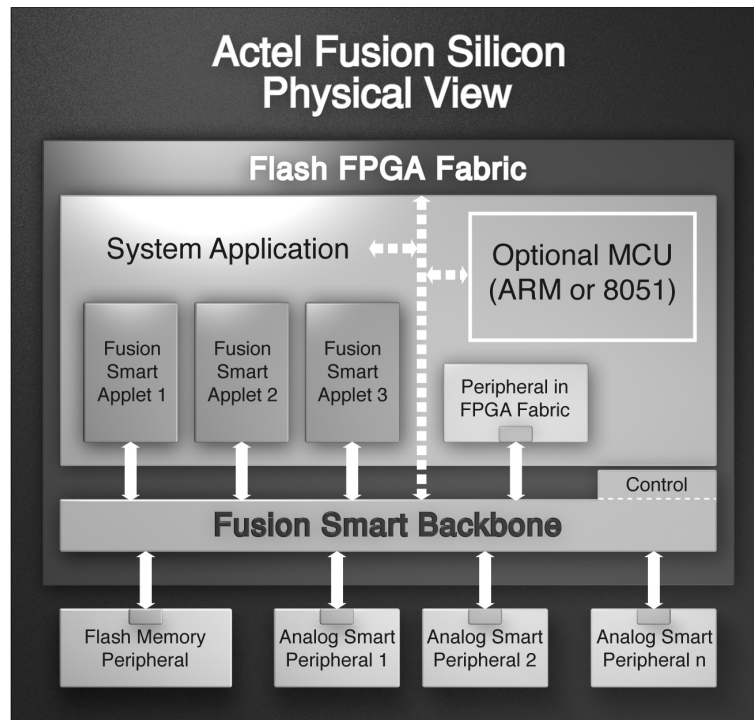 Actel Fusion Silicon
Physical View
Flash FPGA Fabric
System Application
Optional MCU
(ARM or 8051)
Fusion
Smart
Applet 1
Fusion
Smart
Applet 2
Fusion
Smart
Applet 3
Peripheral in
FPGA Fabric
Control
Fusion Smart Backbone
Flash Memory
Peripheral
Analog Smart
Peripheral 1
Analog Smart
Peripheral 2
Analog Smart
Peripheral n